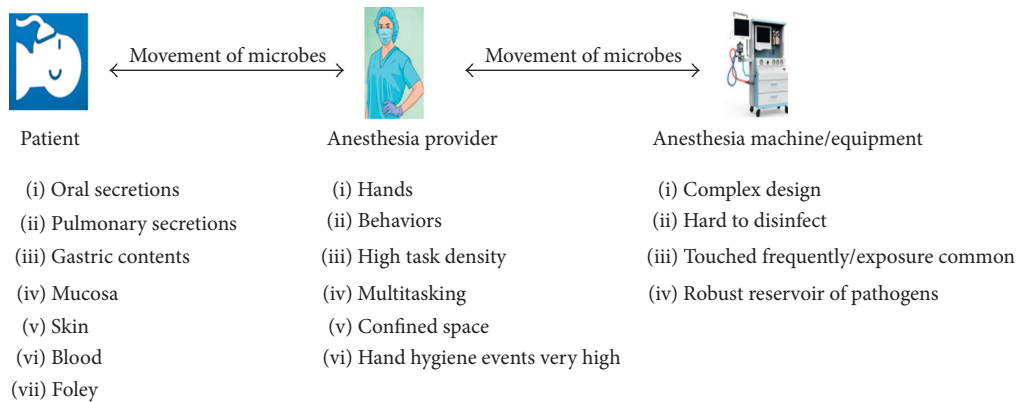 Movement of microbes
Movement of microbes
Patient
Anesthesia provider
Anesthesia machine/equipment
(i) Oral secretions
(ii) Pulmonary secretions
(iii) Gastric contents
(iv) Mucosa
(v) Skin
(vi) Blood
(vii) Foley
(i) Hands
(ii) Behaviors
(iii) High task density
(iv) Multitasking
(v) Confined space
(vi) Hand hygiene events very high
(i) Complex design
(ii) Hard to disinfect
(iii) Touched frequently/exposure common
(iv) Robust reservoir of pathogens